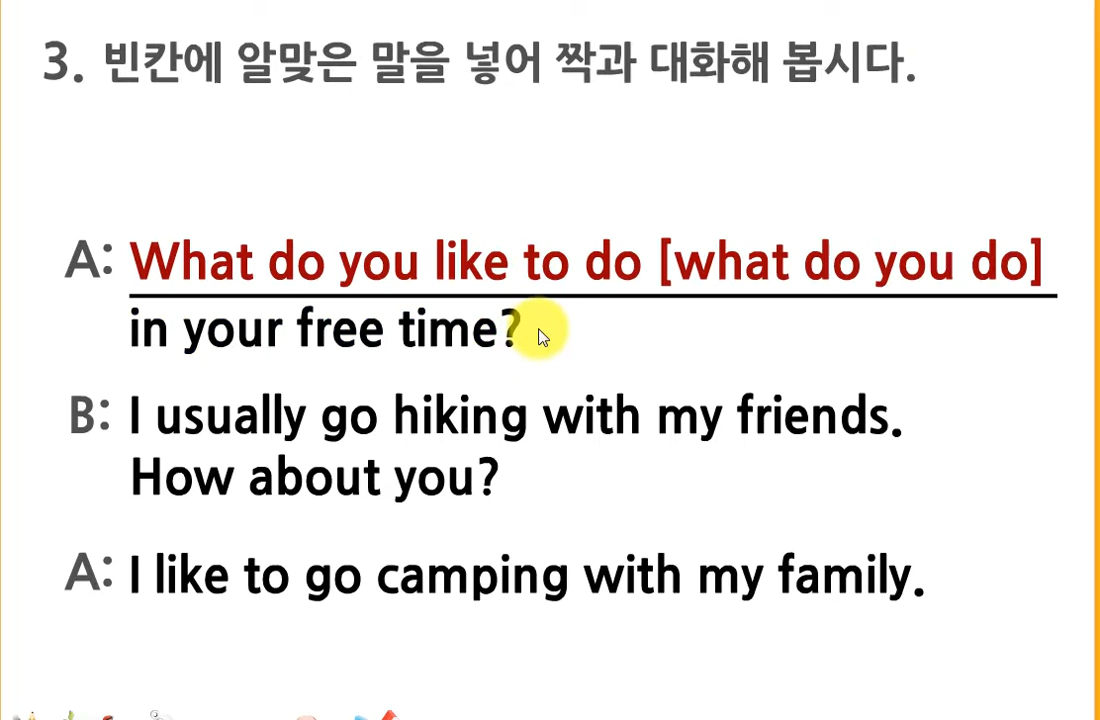 3. 빈칸에 알맞은 말을 넣어 짝과 대화해 봅시다.
A: What do you like to do [what do you do]
in your free time?
B: I usually go hiking with my friends.
How about you?
A: I like to go camping with my family.